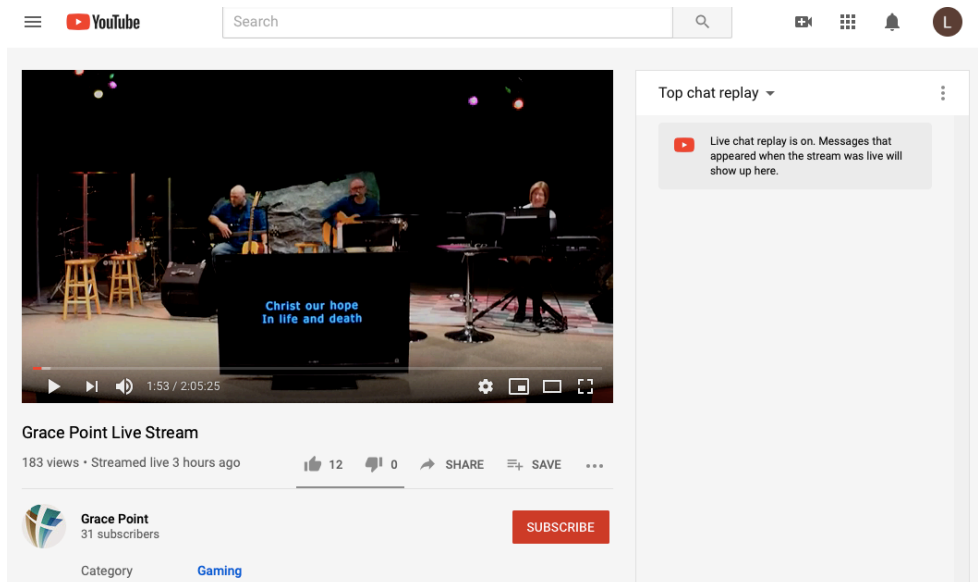 YouTube
Search
L
Top chat replay
Live chat replay is on. Messages that
appeared when the stream was live will
show up here.
Christ our hope
In life and death
1:53 / 2:05:25
Grace Point Live Stream
183 views • Streamed live 3 hours ago
12
0
SHARE
SAVE
Grace Point
31 subscribers
SUBSCRIBE
Category
Gaming